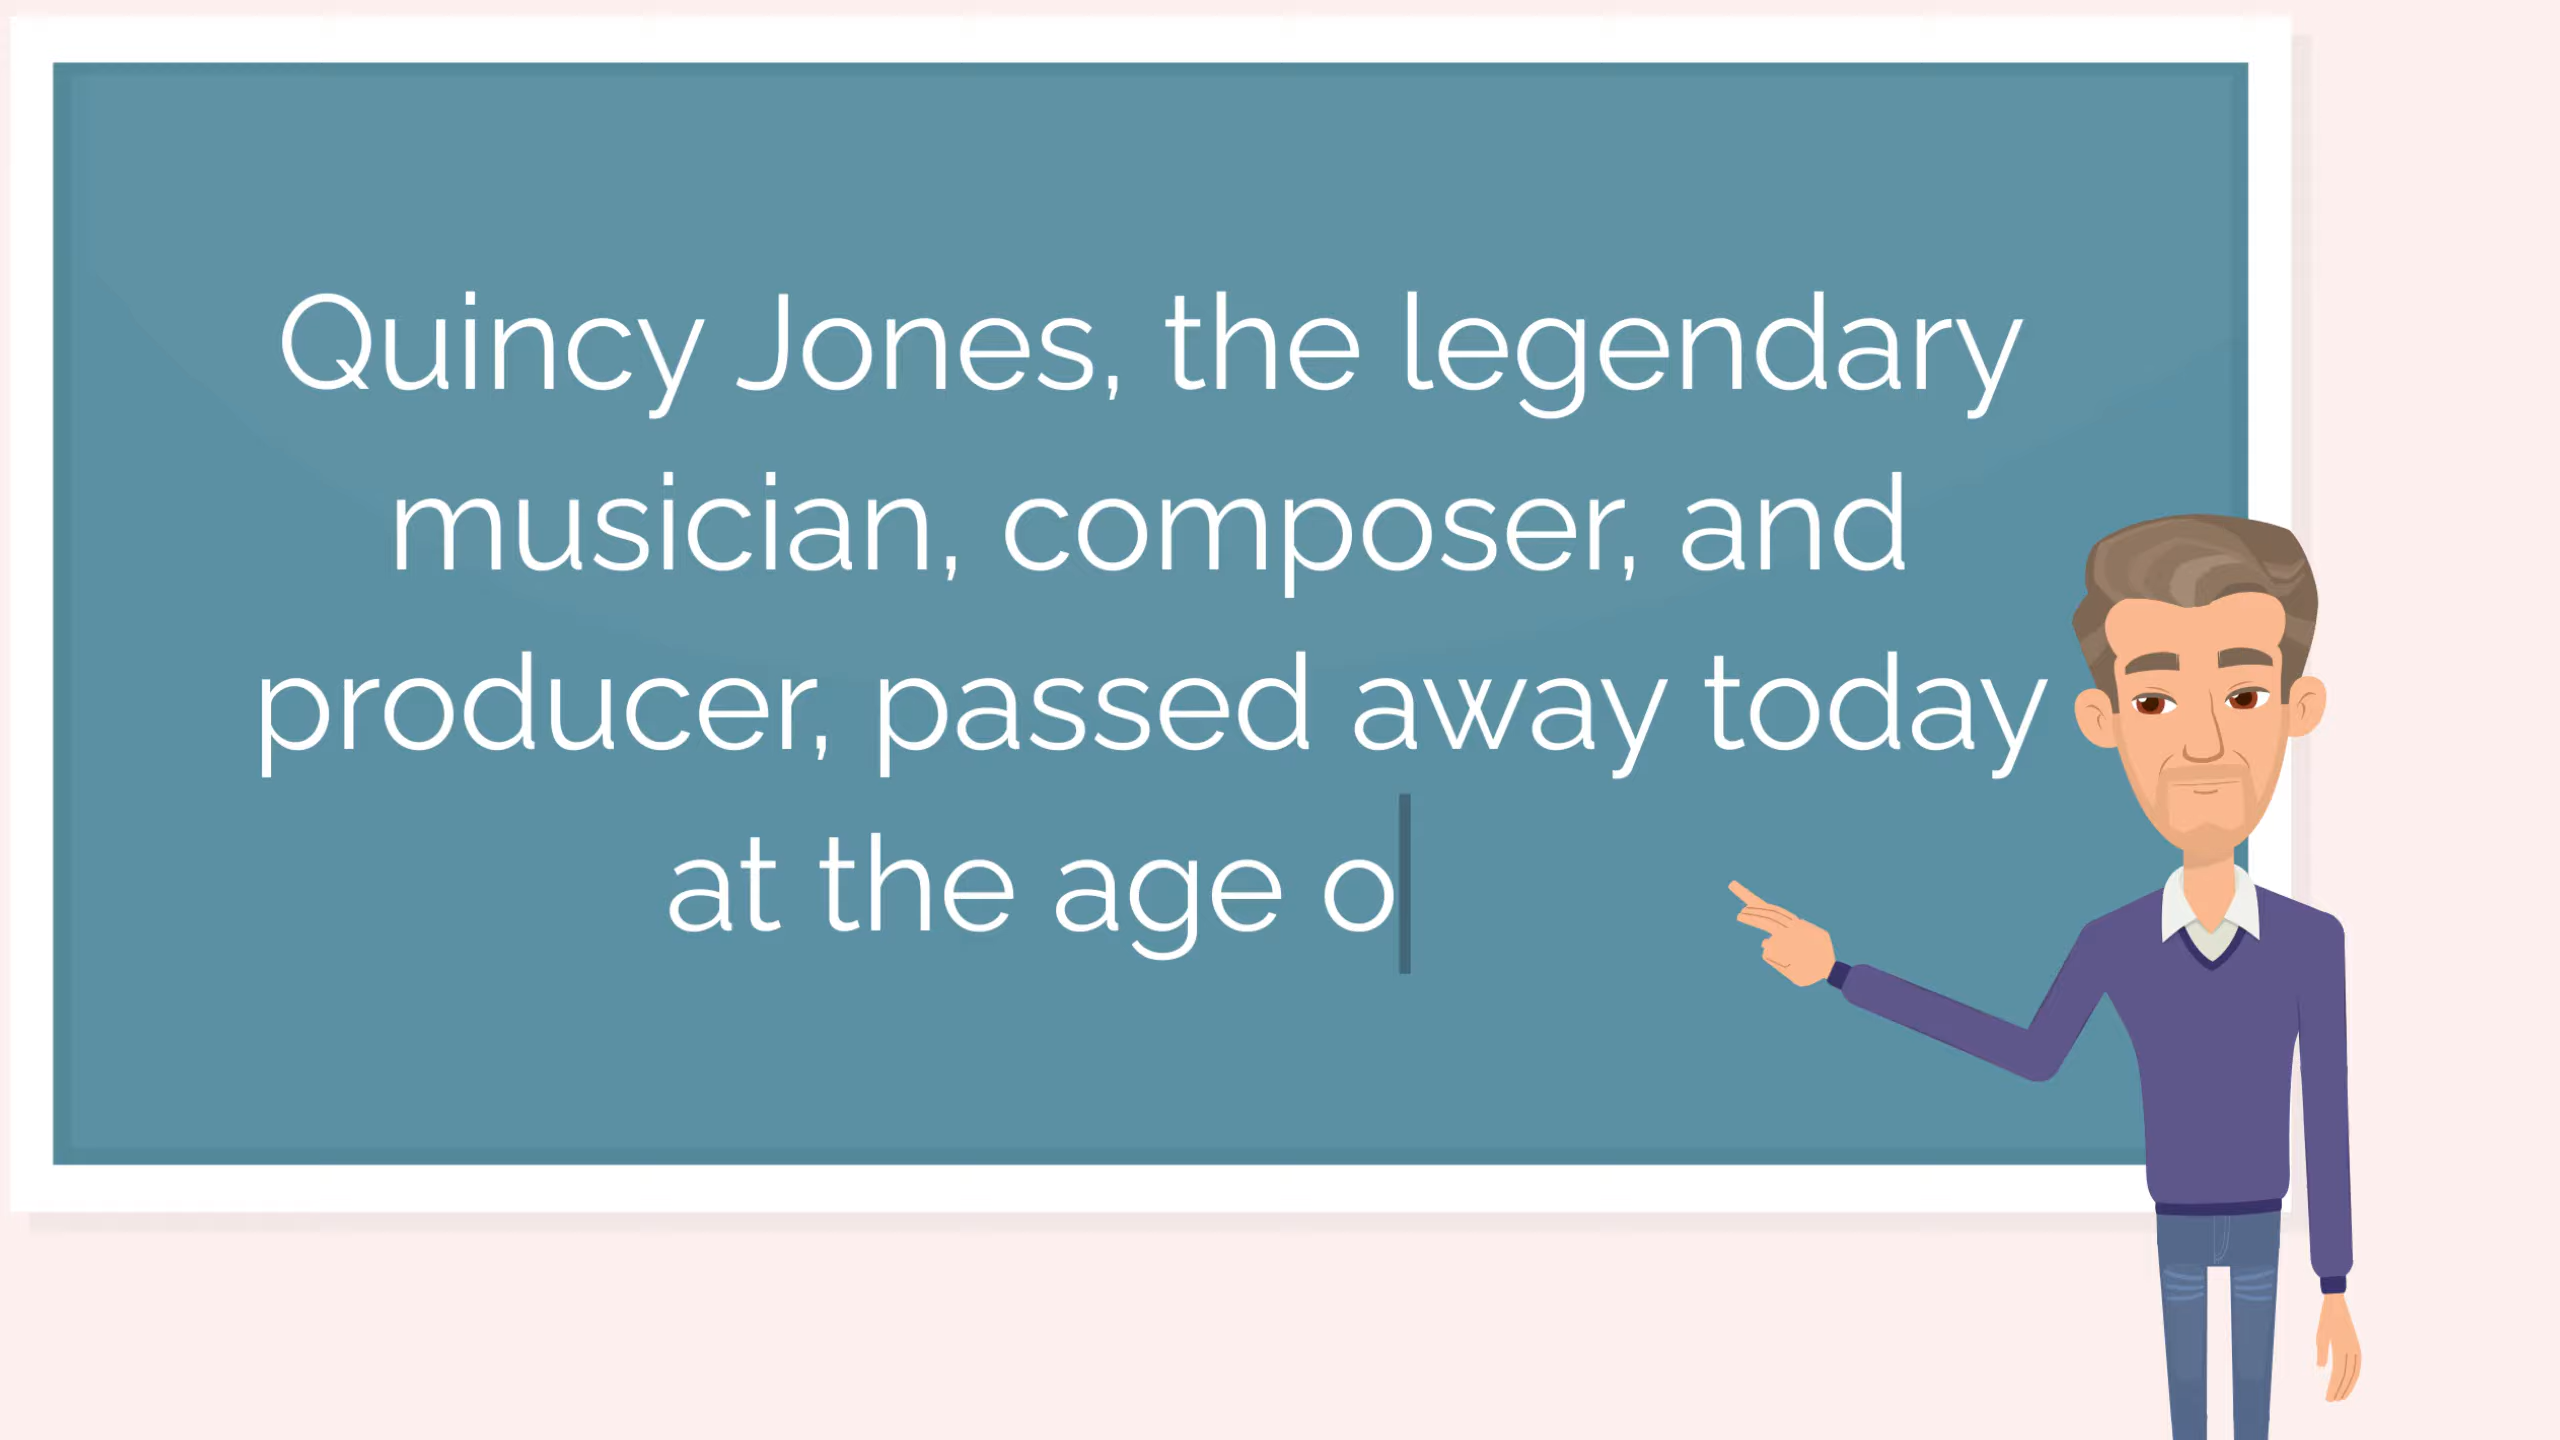 Quincy Jones, the legendary
musician, composer, and
producer, passed away today
at the age o